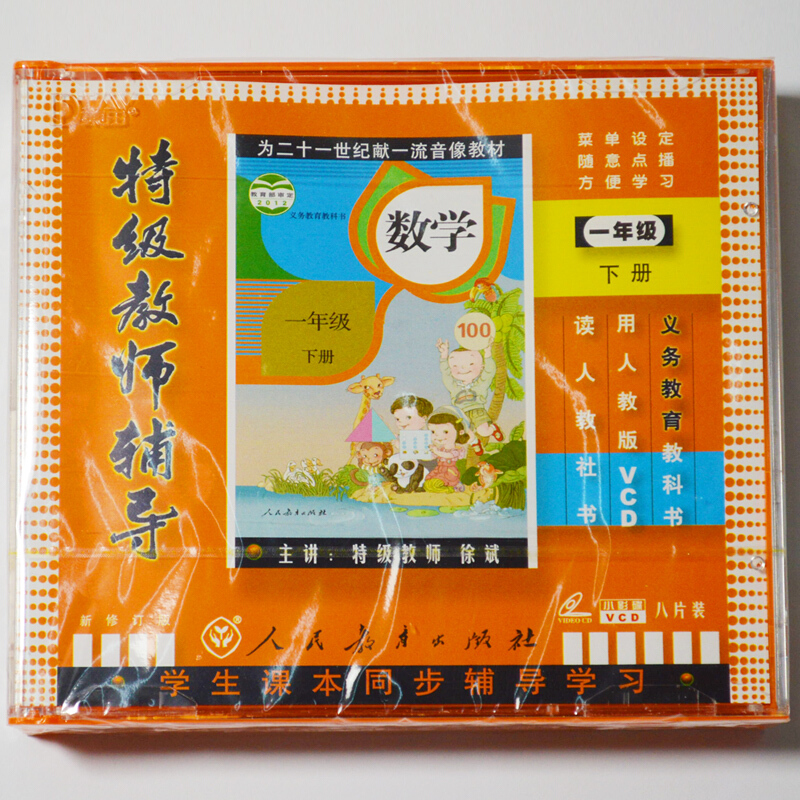 特级教师辅导
为二十一世纪献一流音像教材
教育部审定
2012
义务教育教科书
数学
一年级
下册
100
人民教育出版社
主讲：特级教师 徐斌
菜单设定
随意点播
方便学习
一年级
下册
义务教育教科书
用人教版VCD
读人教社书
新修订版
人民教育出版社
®
VIDEO CD
小影碟
VCD
八片装
学生课本同步辅导学习